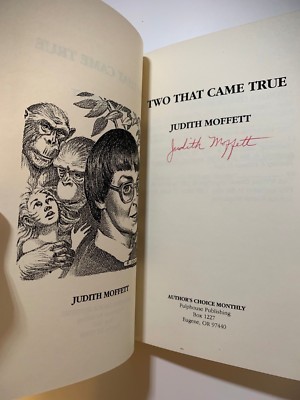 JUDITH MOFFETT
TWO THAT CAME TRUE
JUDITH MOFFETT
Judith Moffett
AUTHOR'S CHOICE MONTHLY
Pulphouse Publishing
Box 1227
Eugene, OR 97440